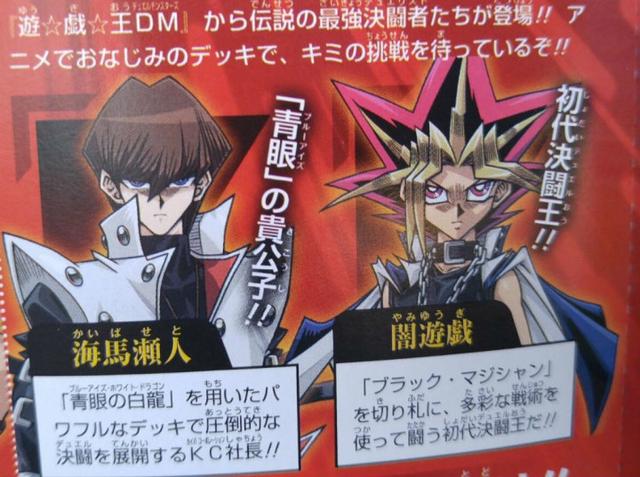 『遊☆戯☆王DM』から伝説の最強決闘者たちが登場!! ア
ニメでおなじみのデッキで、キミの挑戦を待っているぞ!!
「青眼」の貴公子!!
海馬瀬人
「青眼の白龍」を用いたパ
ワフルなデッキで圧倒的な
決闘を展開するKC社長!!
初代決闘王!!
闇遊戯
「ブラック・マジシャン」
を切り札に、多彩な戦術を
使って闘う初代決闘王だ!!